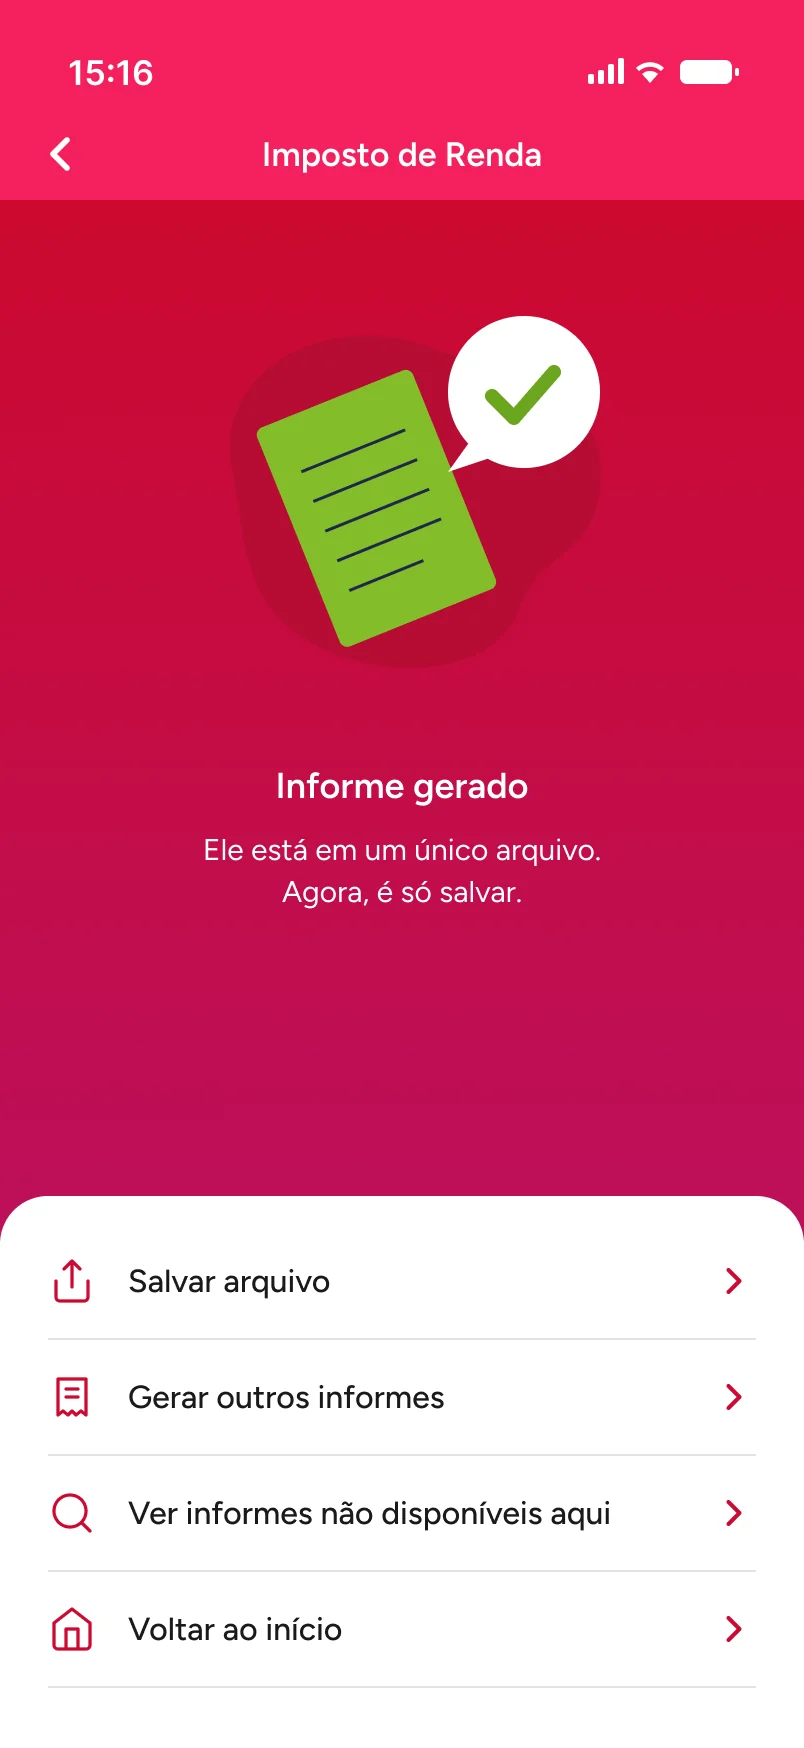 15:16
Imposto de Renda
Informe gerado
Ele está em um único arquivo.
Agora, é só salvar.
Salvar arquivo
Gerar outros informes
Ver informes não disponíveis aqui
Voltar ao início